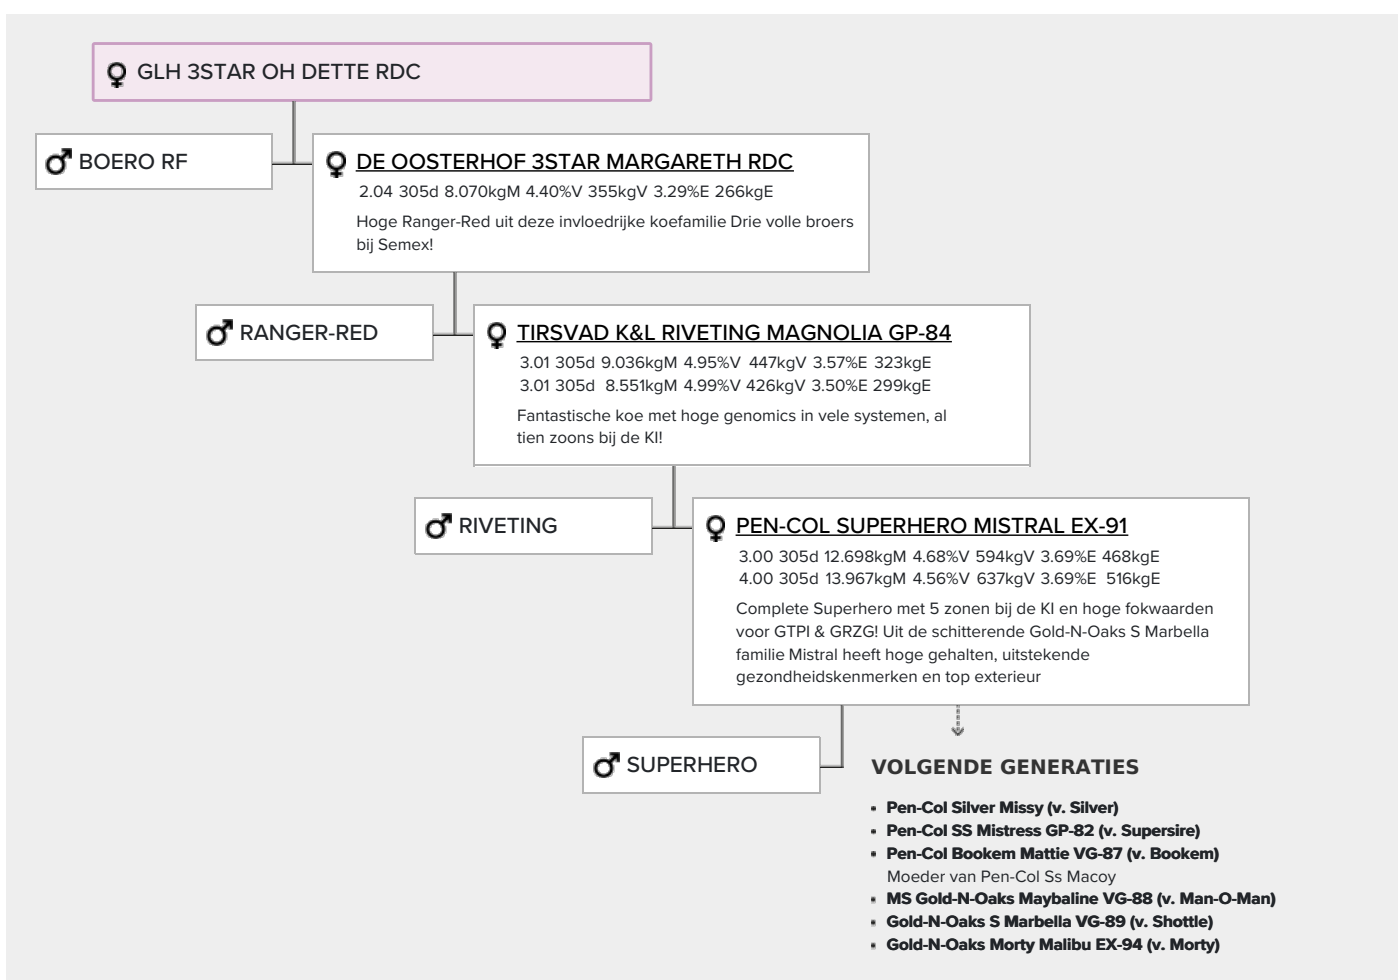 GLH 3STAR OH DETTE RDC
BOERO RF
DE OOSTERHOF 3STAR MARGARETH RDC
2.04 305d 8.070kgM 4.40%V 355kgV 3.29%E 266kgE
Hoge Ranger-Red uit deze invloedrijke koefamilie Drie volle broers
bij Semex!
RANGER-RED
TIRSVAD K&L RIVETING MAGNOLIA GP-84
3.01 305d 9.036kgM 4.95%V 447kgV 3.57%E 323kgE
3.01 305d 8.551kgM 4.99%V 426kgV 3.50%E 299kgE
Fantastische koe met hoge genomics in vele systemen, al
tien zoons bij de KI!
RIVETING
PEN-COL SUPERHERO MISTRAL EX-91
3.00 305d 12.698kgM 4.68%V 594kgV 3.69%E 468kgE
4.00 305d 13.967kgM 4.56%V 637kgV 3.69%E 516kgE
Complete Superhero met 5 zonen bij de KI en hoge fokwaarden
voor GTPI & GRZG! Uit de schitterende Gold-N-Oaks S Marbella
familie Mistral heeft hoge gehalten, uitstekende
gezondheidskenmerken en top exterieur
SUPERHERO
VOLGENDE GENERATIES
Pen-Col Silver Missy (v. Silver)
Pen-Col SS Mistress GP-82 (v. Supersire)
Pen-Col Bookem Mattie VG-87 (v. Bookem)
Moeder van Pen-Col Ss Macoy
MS Gold-N-Oaks Maybaline VG-88 (v. Man-O-Man)
Gold-N-Oaks S Marbella VG-89 (v. Shottle)
Gold-N-Oaks Morty Malibu EX-94 (v. Morty)